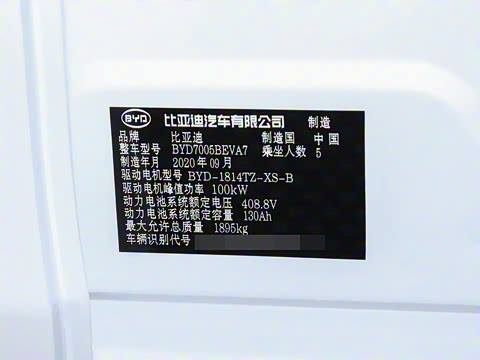 BYD 比亚迪汽车有限公司 制造
品牌 比亚迪 制造国 中国
整车型号 BYD7005BEVA7 乘坐人数 5
制造年月 2020年09月
驱动电机型号 BYD-1814TZ-XS-B
驱动电机峰值功率 100kW
动力电池系统额定电压 408.8V
动力电池系统额定容量 130Ah
最大允许总质量 1895kg
车辆识别代号